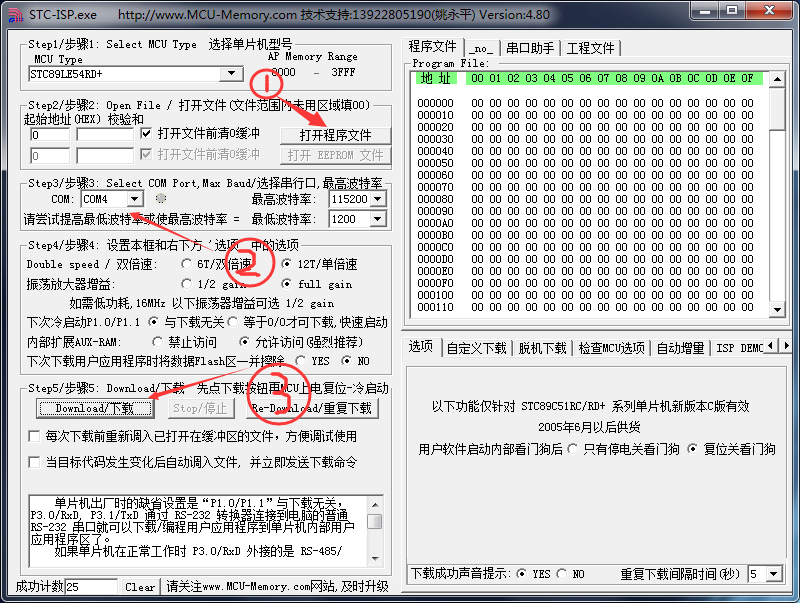 STC-ISP.exe http://www.MCU-Memory.com 技术支持:13922805190(姚永平) Version:4.80
Step1/步骤1: Select MCU Type 选择单片机型号
MCU Type AP Memory Range
STC89LE54RD+ 0000 - 3FFF
Step2/步骤2: Open File / 打开文件(文件范围内未用区域填00)
起始地址(HEX) 校验和
0 打开文件前清0缓冲 打开程序文件
0 打开文件前清0缓冲 打开 EEPROM 文件
①
Step3/步骤3: Select COM Port,Max Baud/选择串行口,最高波特率
COM: COM4 最高波特率: 115200
请尝试提高最低波特率或使最高波特率 = 最低波特率: 1200
Step4/步骤4: 设置本框和右下方 '选项' 中的选项
②
Double speed / 双倍速: 6T/双倍速 12T/单倍速
振荡放大器增益: 1/2 gain full gain
如需低功耗,16MHz 以下振荡器增益可选 1/2 gain
下次冷启动P1.0/P1.1 与下载无关 等于0/0才可下载,快速启动
内部扩展AUX-RAM: 禁止访问 允许访问(强烈推荐)
下次下载用户应用程序时将数据Flash区一并擦除 YES NO
Step5/步骤5: Download/下载 先点下载按钮再MCU上电复位-冷启动
③
Download/下载 Stop/停止 Re-Download/重复下载
每次下载前重新调入已打开在缓冲区的文件，方便调试使用
当目标代码发生变化后自动调入文件, 并立即发送下载命令
单片机出厂时的缺省设置是“P1.0/P1.1”与下载无关，
P3.0/RxD, P3.1/TxD 通过 RS-232 转换器连接到电脑的普通
RS-232 串口就可以下载/编程用户应用程序到单片机内部用户
应用程序区了。
如果单片机在正常工作时 P3.0/RxD 外接的是 RS-485/
成功计数 25 Clear 请关注www.MCU-Memory.com网站,及时升级
程序文件 _no_ 串口助手 工程文件
Program File:
地 址 00 01 02 03 04 05 06 07 08 09 0A 0B 0C 0D 0E 0F
000000 00 00 00 00 00 00 00 00 00 00 00 00 00 00 00 00
000010 00 00 00 00 00 00 00 00 00 00 00 00 00 00 00 00
000020 00 00 00 00 00 00 00 00 00 00 00 00 00 00 00 00
000030 00 00 00 00 00 00 00 00 00 00 00 00 00 00 00 00
000040 00 00 00 00 00 00 00 00 00 00 00 00 00 00 00 00
000050 00 00 00 00 00 00 00 00 00 00 00 00 00 00 00 00
000060 00 00 00 00 00 00 00 00 00 00 00 00 00 00 00 00
000070 00 00 00 00 00 00 00 00 00 00 00 00 00 00 00 00
000080 00 00 00 00 00 00 00 00 00 00 00 00 00 00 00 00
000090 00 00 00 00 00 00 00 00 00 00 00 00 00 00 00 00
0000A0 00 00 00 00 00 00 00 00 00 00 00 00 00 00 00 00
0000B0 00 00 00 00 00 00 00 00 00 00 00 00 00 00 00 00
0000C0 00 00 00 00 00 00 00 00 00 00 00 00 00 00 00 00
0000D0 00 00 00 00 00 00 00 00 00 00 00 00 00 00 00 00
0000E0 00 00 00 00 00 00 00 00 00 00 00 00 00 00 00 00
0000F0 00 00 00 00 00 00 00 00 00 00 00 00 00 00 00 00
000100 00 00 00 00 00 00 00 00 00 00 00 00 00 00 00 00
000110 00 00 00 00 00 00 00 00 00 00 00 00 00 00 00 00
选项 自定义下载 脱机下载 检查MCU选项 自动增量 ISP DEMO
以下功能仅针对 STC89C51RC/RD+ 系列单片机新版本C版有效
2005年6月以后供货
用户软件启动内部看门狗后 只有停电关看门狗 复位关看门狗
下载成功声音提示: YES NO 重复下载间隔时间(秒) 5